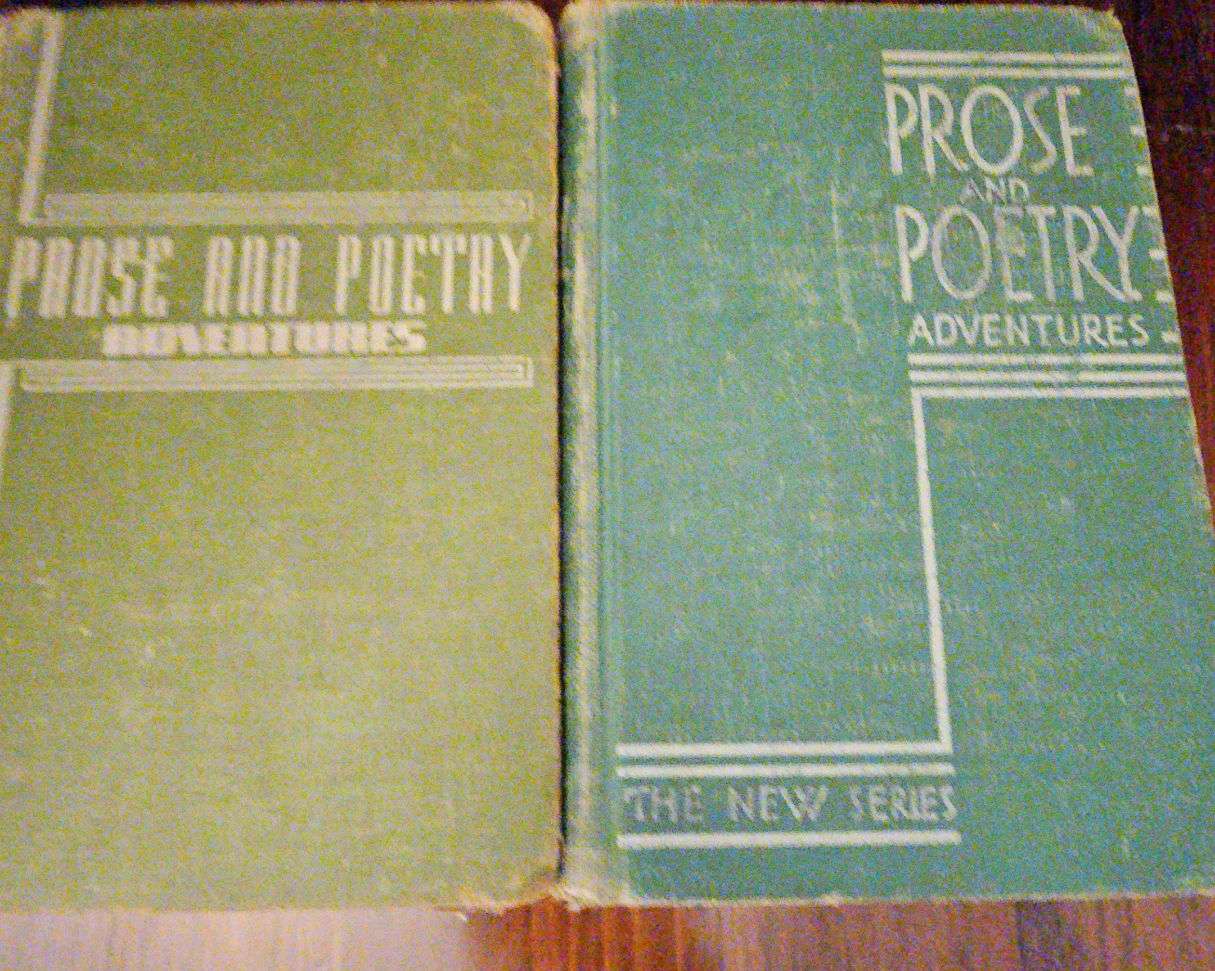 PROSE AND POETRY
ADVENTURES
PROSE
AND
POETRY
ADVENTURES
THE NEW SERIES